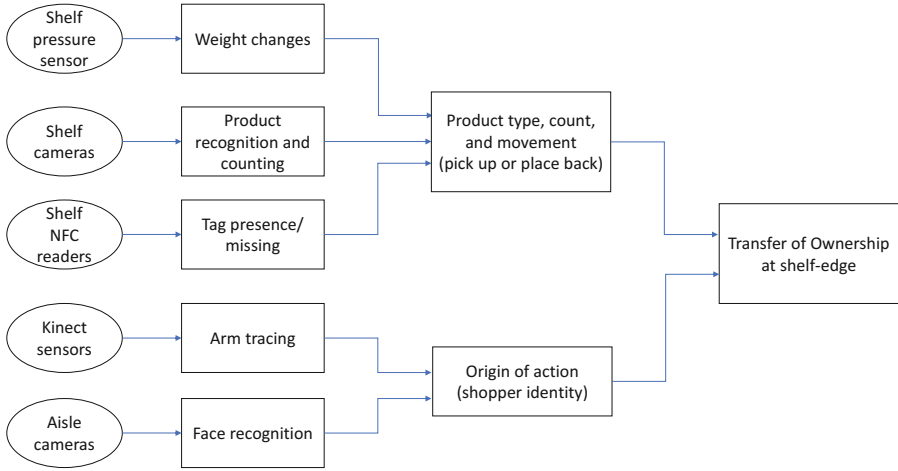 Shelf
pressure
sensor
Weight changes
Shelf
cameras
Product
recognition and
counting
Shelf
NFC
readers
Tag presence/
missing
Kinect
sensors
Arm tracing
Aisle
cameras
Face recognition
Product type, count,
and movement
(pick up or place back)
Origin of action
(shopper identity)
Transfer of Ownership
at shelf-edge